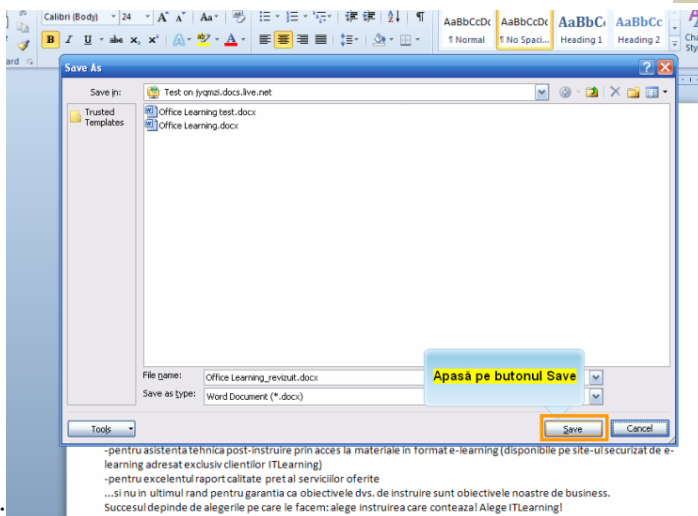 Calibri (Body) 24 A A Aa
B I U abc x, x² A A
AaBbCcDc AaBbCcDc AaBbC AaBbCc
¶ Normal ¶ No Spaci... Heading 1 Heading 2
Save As
Save in: Test on jyqmzi.docs.live.net
Trusted Templates
Office Learning test.docx
Office Learning.docx
File name: Office Learning_revizuit.docx
Save as type: Word Document (*.docx)
Apasă pe butonul Save
Tools Save Cancel
-pentru asistenta tehnica post-instruire prin acces la materiale in format e-learning (disponibile pe site-ul securizat de e-
learning adresat exclusiv clientilor ITLearning)
-pentru excelentul raport calitate pret al serviciilor oferite
...si nu in ultimul rand pentru garantia ca obiectivele dvs. de instruire sunt obiectivele noastre de business.
Succesul depinde de alegerile pe care le facem: alege instruirea care conteaza! Alege ITLearning!